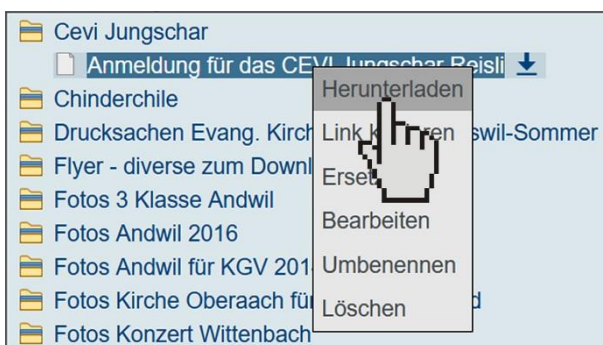 Cevi Jungschar
Anmeldung für das CEVI Jungschar Reisli
Herunterladen
Chinderchile
Drucksachen Evang. Kirch
Link k ren
swil-Sommer
Flyer - diverse zum Downl
Erset
Fotos 3 Klasse Andwil
Bearbeiten
Fotos Andwil 2016
Fotos Andwil für KGV 201
Umbenennen
Fotos Kirche Oberaach fü
d
Löschen
Fotos Konzert Wittenbach